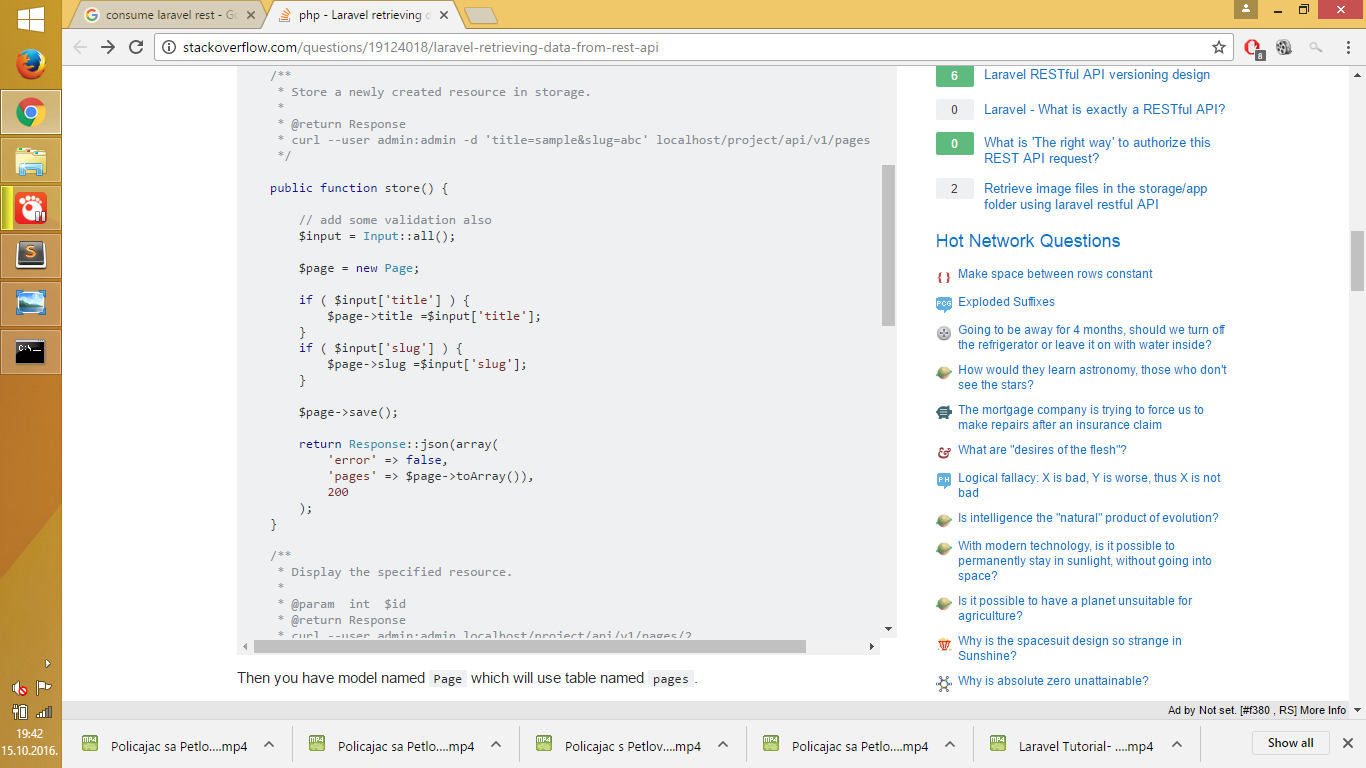 consume laravel rest - Go
php - Laravel retrieving d
stackoverflow.com/questions/19124018/laravel-retrieving-data-from-rest-api
8
/**
* Store a newly created resource in storage.
*
* @return Response
* curl --user admin:admin -d 'title=sample&slug=abc' localhost/project/api/v1/pages
*/
public function store() {
// add some validation also
$input = Input::all();
$page = new Page;
if ( $input['title'] ) {
$page->title =$input['title'];
}
if ( $input['slug'] ) {
$page->slug =$input['slug'];
}
$page->save();
return Response::json(array(
'error' => false,
'pages' => $page->toArray()),
200
);
}
/**
* Display the specified resource.
*
* @param  int  $id
* @return Response
* curl --user admin:admin localhost/project/api/v1/pages/2
Then you have model named Page which will use table named pages.
6 Laravel RESTful API versioning design
0 Laravel - What is exactly a RESTful API?
0 What is 'The right way' to authorize this
REST API request?
2 Retrieve image files in the storage/app
folder using laravel restful API
Hot Network Questions
Make space between rows constant
PCG Exploded Suffixes
Going to be away for 4 months, should we turn off
the refrigerator or leave it on with water inside?
How would they learn astronomy, those who don't
see the stars?
The mortgage company is trying to force us to
make repairs after an insurance claim
What are "desires of the flesh"?
PH Logical fallacy: X is bad, Y is worse, thus X is not
bad
Is intelligence the "natural" product of evolution?
With modern technology, is it possible to
permanently stay in sunlight, without going into
space?
Is it possible to have a planet unsuitable for
agriculture?
Why is the spacesuit design so strange in
Sunshine?
Why is absolute zero unattainable?
Ad by Not set. [#f380 , RS] More Info
19:42
15.10.2016.
MP4 Policajac sa Petlo....mp4
MP4 Policajac sa Petlo....mp4
MP4 Policajac s Petlov....mp4
MP4 Policajac sa Petlo....mp4
MP4 Laravel Tutorial- ....mp4
Show all